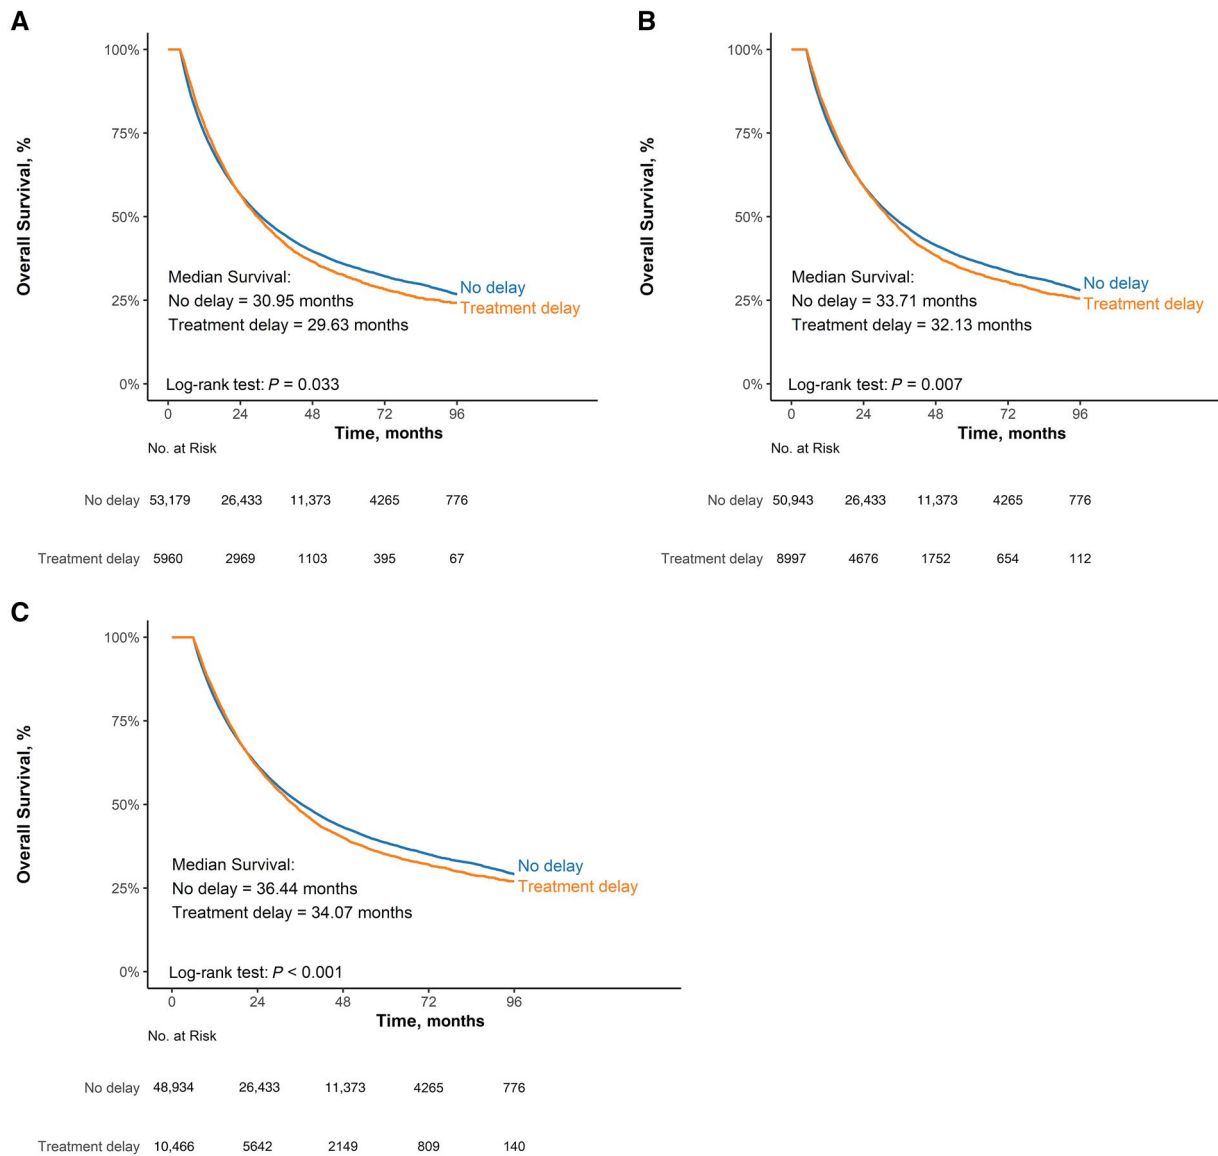 A
Overall Survival, %
100%
75%
50%
25%
0%
Median Survival:
No delay = 30.95 months
Treatment delay = 29.63 months
No delay
Treatment delay
Log-rank test: P = 0.033
0 24 48 72 96
Time, months
No. at Risk
No delay 53,179 26,433 11,373 4265 776
Treatment delay 5960 2969 1103 395 67
B
Overall Survival, %
100%
75%
50%
25%
0%
Median Survival:
No delay = 33.71 months
Treatment delay = 32.13 months
No delay
Treatment delay
Log-rank test: P = 0.007
0 24 48 72 96
Time, months
No. at Risk
No delay 50,943 26,433 11,373 4265 776
Treatment delay 8997 4676 1752 654 112
C
Overall Survival, %
100%
75%
50%
25%
0%
Median Survival:
No delay = 36.44 months
Treatment delay = 34.07 months
No delay
Treatment delay
Log-rank test: P < 0.001
0 24 48 72 96
Time, months
No. at Risk
No delay 48,934 26,433 11,373 4265 776
Treatment delay 10,466 5642 2149 809 140